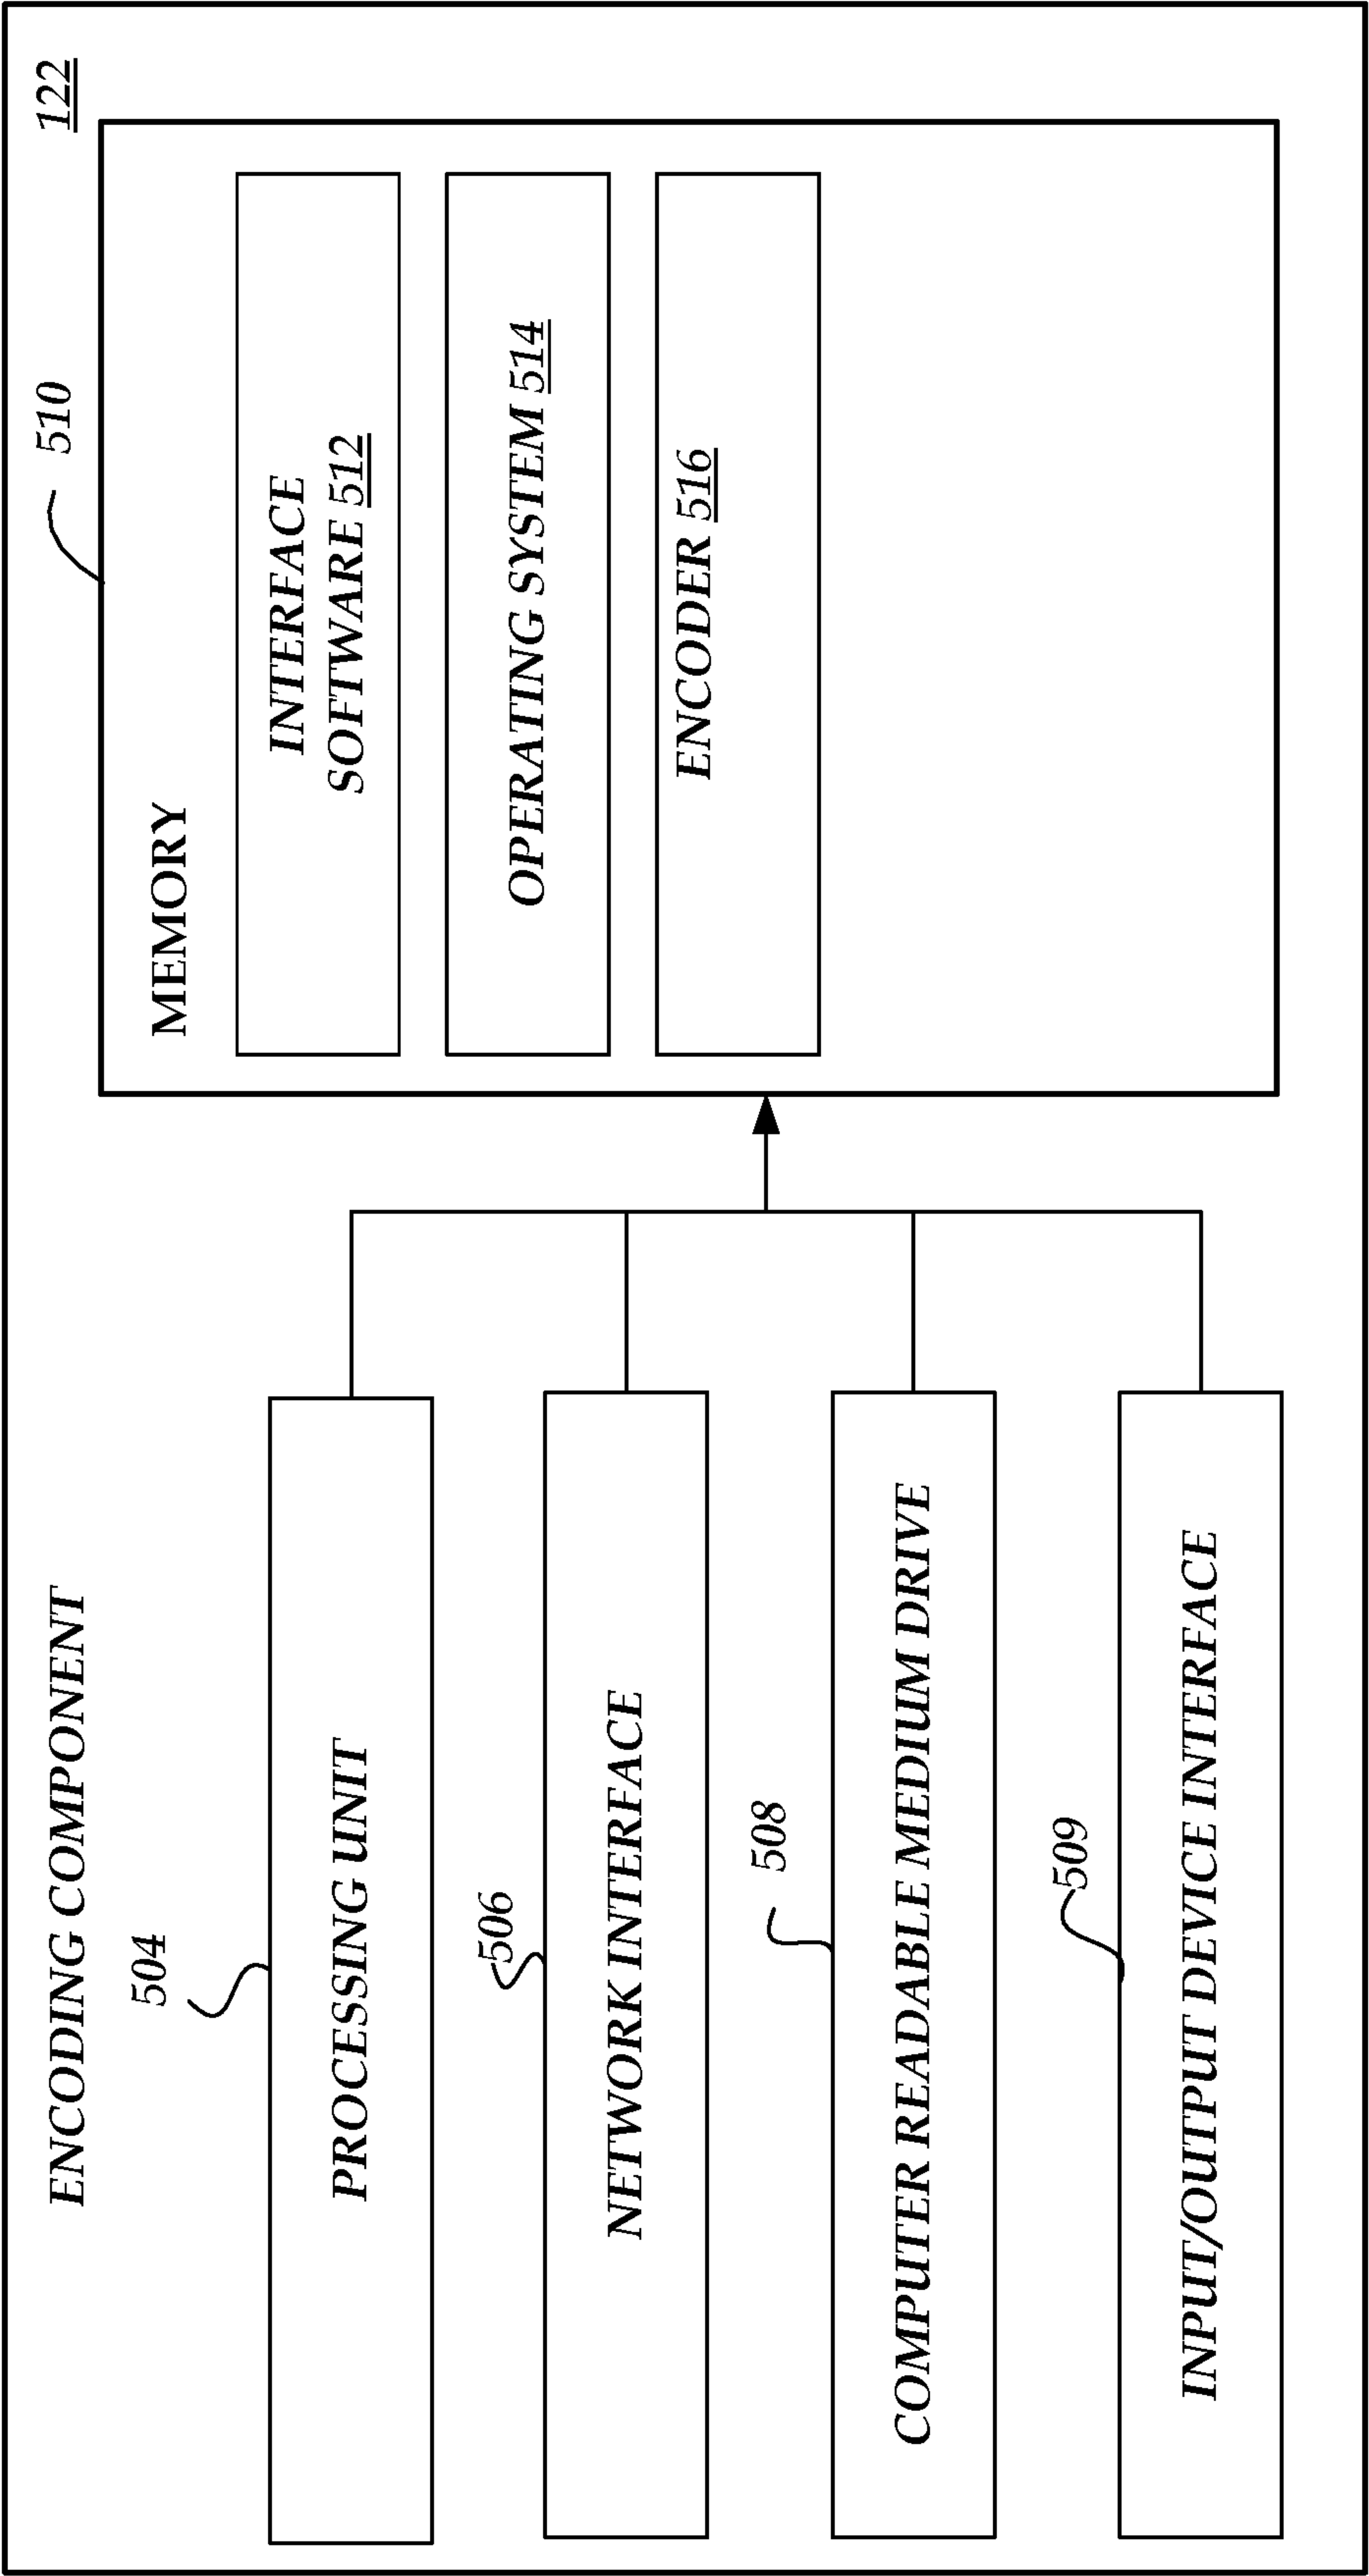 ENCODING COMPONENT
122
504
PROCESSING UNIT
506
NETWORK INTERFACE
508
COMPUTER READABLE MEDIUM DRIVE
509
INPUT/OUTPUT DEVICE INTERFACE
510
MEMORY
INTERFACE
SOFTWARE 512
OPERATING SYSTEM 514
ENCODER 516